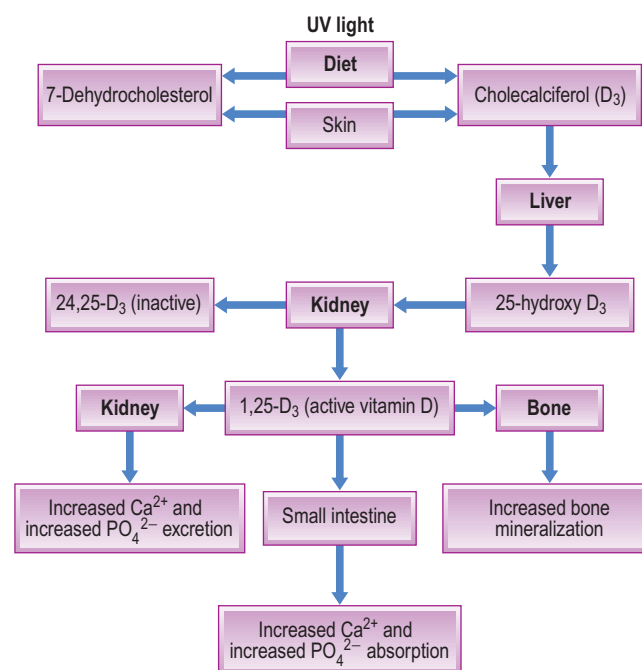 UV light
Diet
7-Dehydrocholesterol
Cholecalciferol (D₃)
Skin
Liver
24,25-D₃ (inactive)
Kidney
25-hydroxy D₃
Kidney
1,25-D₃ (active vitamin D)
Bone
Increased Ca²⁺ and
increased PO₄²⁻ excretion
Small intestine
Increased bone
mineralization
Increased Ca²⁺ and
increased PO₄²⁻ absorption